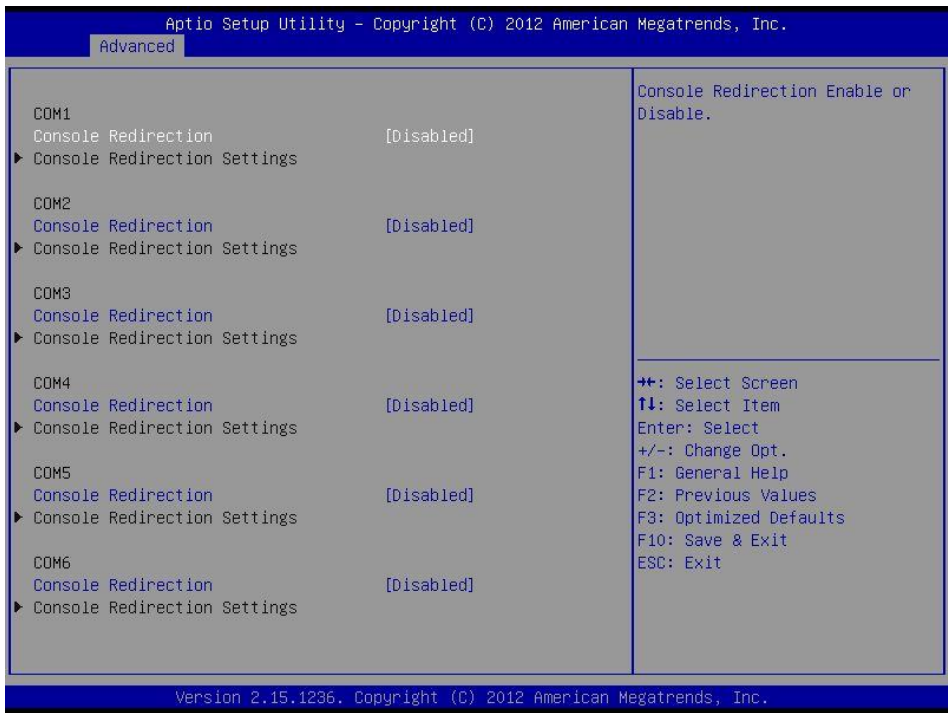 Aptio Setup Utility – Copyright (C) 2012 American Megatrends, Inc.
Advanced
COM1
Console Redirection [Disabled]
▶ Console Redirection Settings
COM2
Console Redirection [Disabled]
▶ Console Redirection Settings
COM3
Console Redirection [Disabled]
▶ Console Redirection Settings
COM4
Console Redirection [Disabled]
▶ Console Redirection Settings
COM5
Console Redirection [Disabled]
▶ Console Redirection Settings
COM6
Console Redirection [Disabled]
▶ Console Redirection Settings
Console Redirection Enable or
Disable.
→←: Select Screen
↑↓: Select Item
Enter: Select
+/-: Change Opt.
F1: General Help
F2: Previous Values
F3: Optimized Defaults
F10: Save & Exit
ESC: Exit
Version 2.15.1236. Copyright (C) 2012 American Megatrends, Inc.